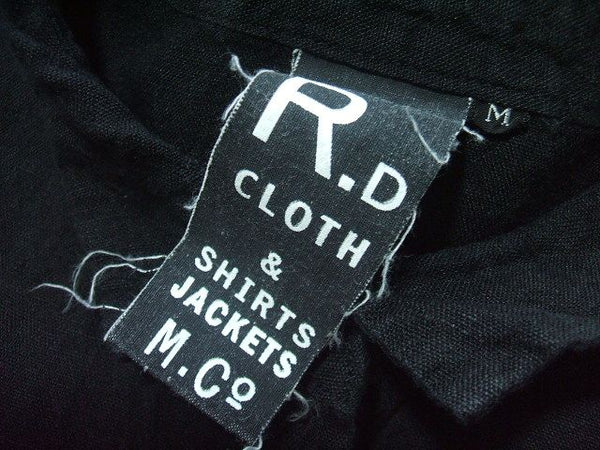 R.D
CLOTH
&
SHIRTS
JACKETS
M.Co
M